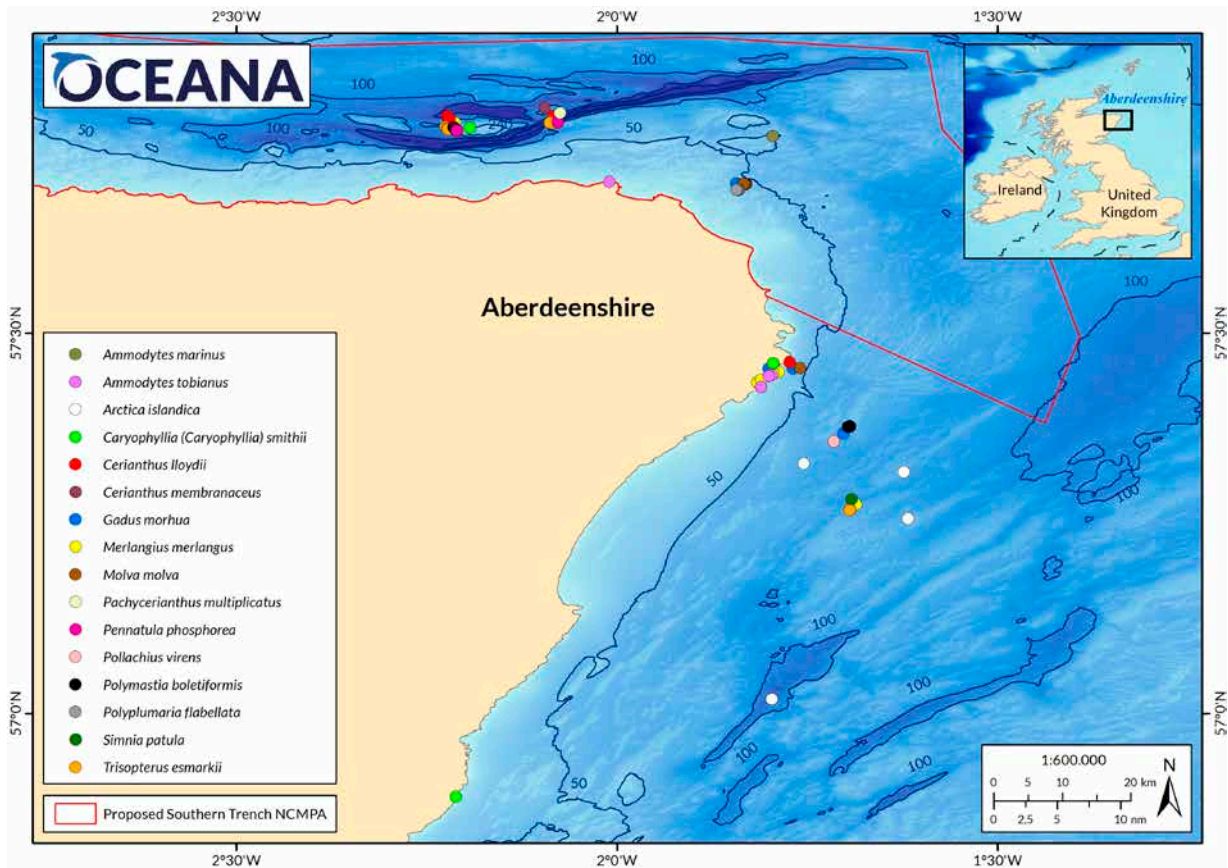 2°30'W
2°0'W
1°30'W
OCEANA
100
100
50
100
50
Aberdeenshire
Ireland
United
Kingdom
Aberdeenshire
57°30'N
57°30'N
100
Ammodytes marinus
Ammodytes tobianus
Arctica islandica
Caryophyllia (Caryophyllia) smithii
Cerianthus lloydii
Cerianthus membranaceus
Gadus morhua
Merlangius merlangus
Molva molva
Pachycerianthus multiplicatus
Pennatula phosphorea
Pollachius virens
Polymastia boletiformis
Polyplumaria flabellata
Simnia patula
Trisopterus esmarkii
Proposed Southern Trench NCMPA
50
100
100
100
100
100
50
57°0'N
57°0'N
1:600.000
N
0 5 10 20 km
0 2,5 5 10 nm
2°30'W
2°0'W
1°30'W